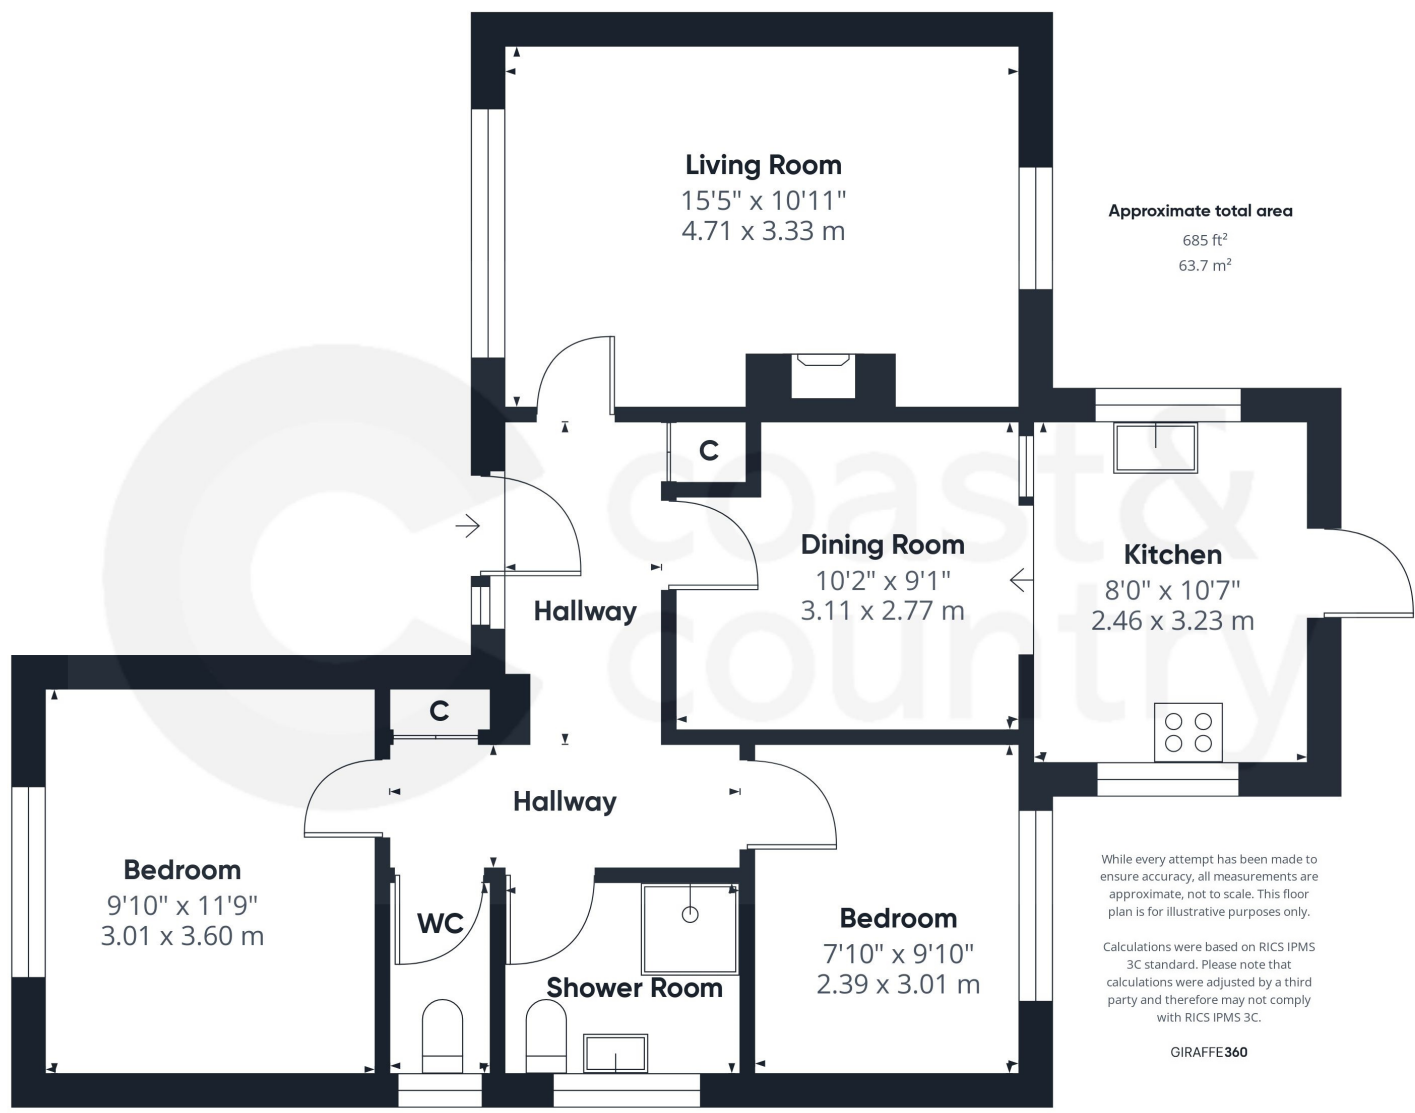 Living Room
15'5" x 10'11"
4.71 x 3.33 m
Approximate total area
685 ft²
63.7 m²
C
Dining Room
10'2" x 9'1"
3.11 x 2.77 m
Kitchen
8'0" x 10'7"
2.46 x 3.23 m
Hallway
C
Hallway
Bedroom
9'10" x 11'9"
3.01 x 3.60 m
WC
Shower Room
Bedroom
7'10" x 9'10"
2.39 x 3.01 m
While every attempt has been made to
ensure accuracy, all measurements are
approximate, not to scale. This floor
plan is for illustrative purposes only.
Calculations were based on RICS IPMS
3C standard. Please note that
calculations were adjusted by a third
party and therefore may not comply
with RICS IPMS 3C.
GIRAFFE360
coast &
country